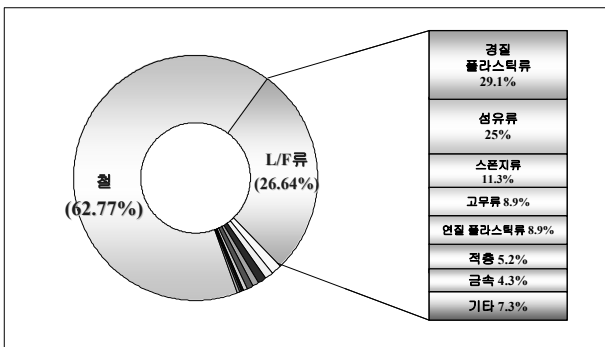 철
(62.77%)
L/F류
(26.64%)
경질
플라스틱류
29.1%
섬유류
25%
스폰지류
11.3%
고무류 8.9%
연질 플라스틱류 8.9%
적층 5.2%
금속 4.3%
기타 7.3%